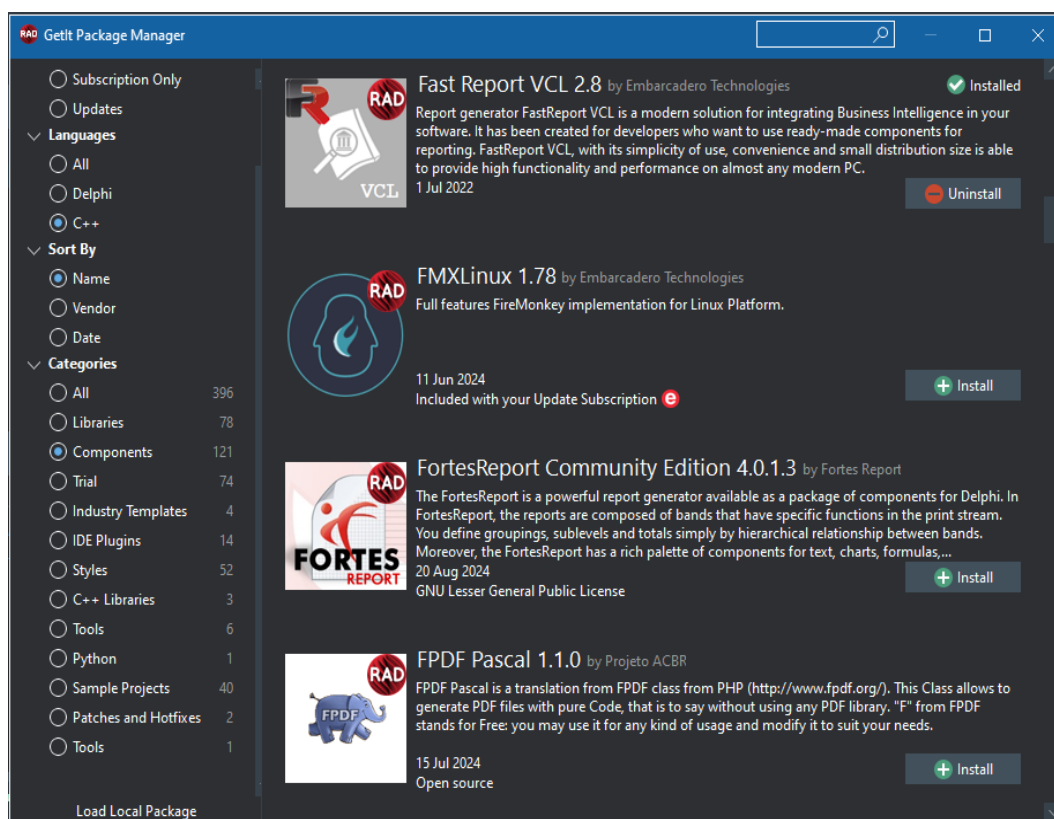 GetIt Package Manager
Subscription Only
Updates
Languages
All
Delphi
C++
Sort By
Name
Vendor
Date
Categories
All 396
Libraries 78
Components 121
Trial 74
Industry Templates 4
IDE Plugins 14
Styles 52
C++ Libraries 3
Tools 6
Python 1
Sample Projects 40
Patches and Hotfixes 2
Tools 1
Load Local Package
RAD
VCL
Fast Report VCL 2.8 by Embarcadero Technologies
Installed
Report generator FastReport VCL is a modern solution for integrating Business Intelligence in your
software. It has been created for developers who want to use ready-made components for
reporting. FastReport VCL, with its simplicity of use, convenience and small distribution size is able
to provide high functionality and performance on almost any modern PC.
1 Jul 2022
Uninstall
RAD
FMXLinux 1.78 by Embarcadero Technologies
Full features FireMonkey implementation for Linux Platform.
11 Jun 2024
Included with your Update Subscription e
Install
RAD
FORTES
REPORT
FortesReport Community Edition 4.0.1.3 by Fortes Report
The FortesReport is a powerful report generator available as a package of components for Delphi. In
FortesReport, the reports are composed of bands that have specific functions in the print stream.
You define groupings, sublevels and totals simply by hierarchical relationship between bands.
Moreover, the FortesReport has a rich palette of components for text, charts, formulas,...
20 Aug 2024
GNU Lesser General Public License
Install
RAD
FPDF
FPDF Pascal 1.1.0 by Projeto ACBR
FPDF Pascal is a translation from FPDF class from PHP (http://www.fpdf.org/). This Class allows to
generate PDF files with pure Code, that is to say without using any PDF library. "F" from FPDF
stands for Free: you may use it for any kind of usage and modify it to suit your needs.
15 Jul 2024
Open source
Install